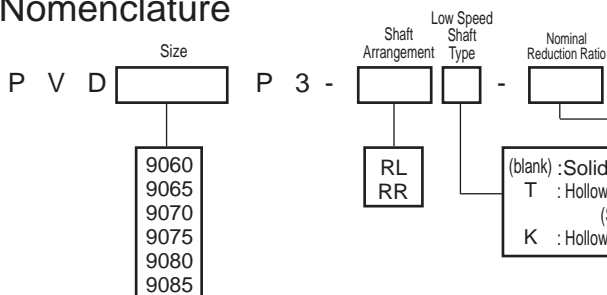 Nomenclature
Size
Shaft Arrangement
Low Speed Shaft Type
Nominal Reduction Ratio
P V D P 3 - -
9060
9065
9070
9075
9080
9085
RL
RR
(blank) :Solid
T : Hollow
(S
K : Hollow